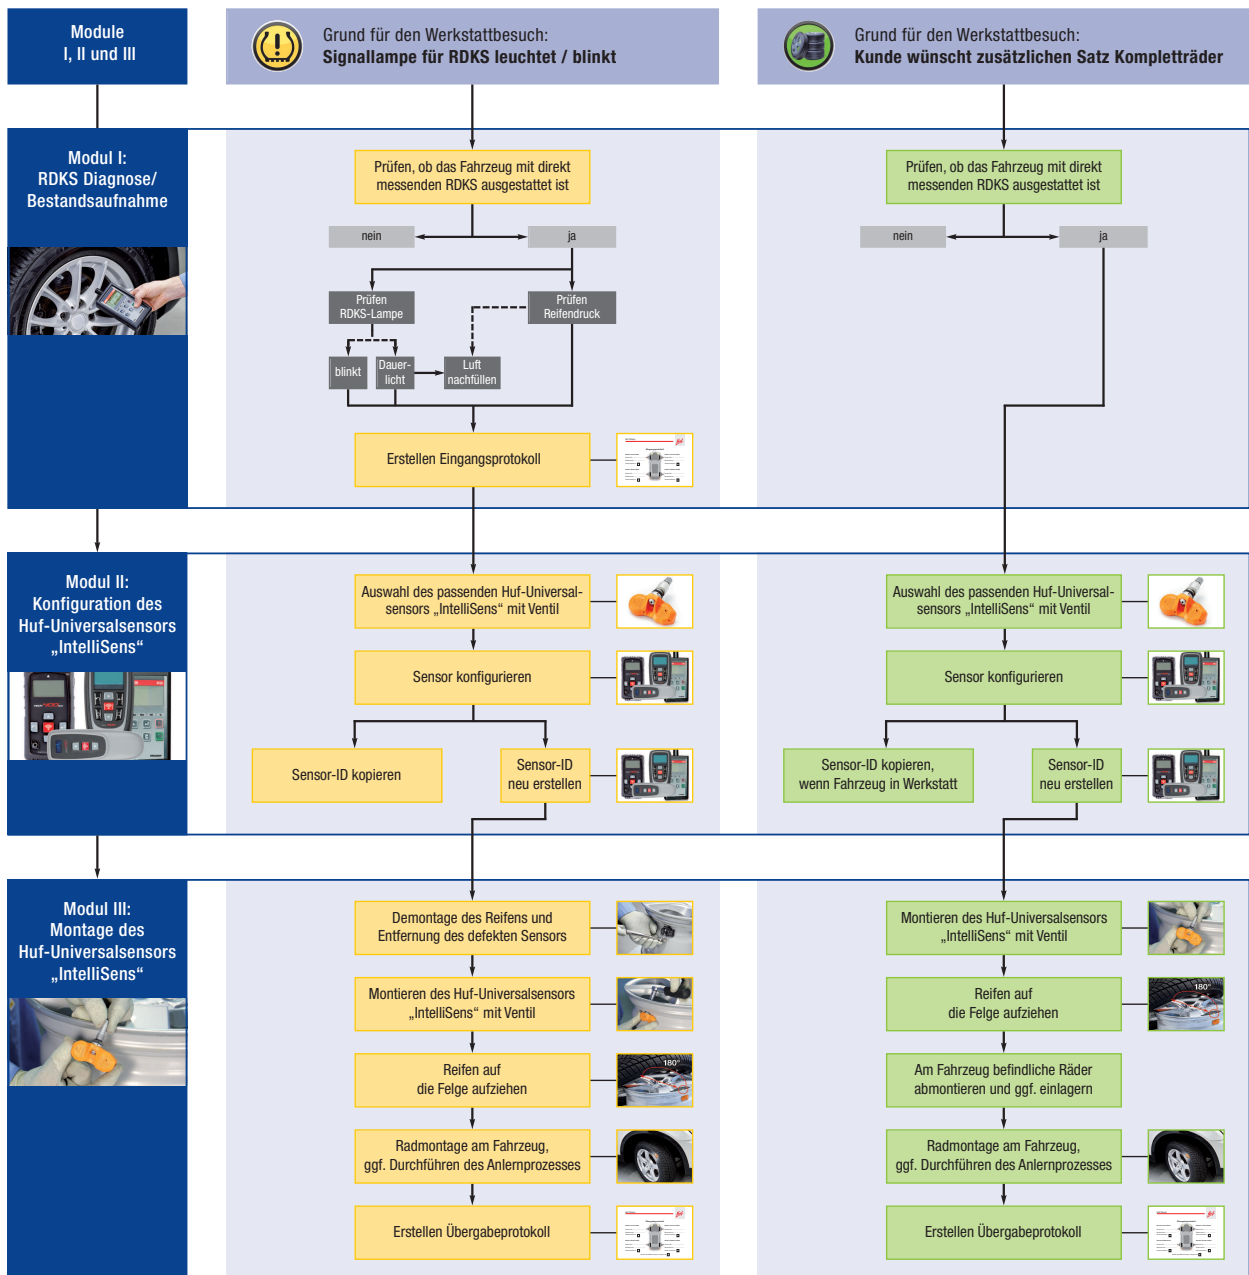 Module
I, II und III
Grund für den Werkstattbesuch:
Signallampe für RDKS leuchtet / blinkt
Grund für den Werkstattbesuch:
Kunde wünscht zusätzlichen Satz Kompletträder
Modul I:
RDKS Diagnose/
Bestandsaufnahme
Prüfen, ob das Fahrzeug mit direkt
messenden RDKS ausgestattet ist
nein
ja
Prüfen
RDKS-Lampe
Prüfen
Reifendruck
blinkt
Dauer-
licht
Luft
nachfüllen
Erstellen Eingangsprotokoll
Prüfen, ob das Fahrzeug mit direkt
messenden RDKS ausgestattet ist
nein
ja
Modul II:
Konfiguration des
Huf-Universalsensors
„IntelliSens“
Auswahl des passenden Huf-Universal-
sensors „IntelliSens“ mit Ventil
Sensor konfigurieren
Sensor-ID kopieren
Sensor-ID
neu erstellen
Auswahl des passenden Huf-Universal-
sensors „IntelliSens“ mit Ventil
Sensor konfigurieren
Sensor-ID kopieren,
wenn Fahrzeug in Werkstatt
Sensor-ID
neu erstellen
Modul III:
Montage des
Huf-Universalsensors
„IntelliSens“
Demontage des Reifens und
Entfernung des defekten Sensors
Montieren des Huf-Universalsensors
„IntelliSens“ mit Ventil
Reifen auf
die Felge aufziehen
180°
Radmontage am Fahrzeug,
ggf. Durchführen des Anlernprozesses
Erstellen Übergabeprotokoll
Montieren des Huf-Universalsensors
„IntelliSens“ mit Ventil
Reifen auf
die Felge aufziehen
180°
Am Fahrzeug befindliche Räder
abmontieren und ggf. einlagern
Radmontage am Fahrzeug,
ggf. Durchführen des Anlernprozesses
Erstellen Übergabeprotokoll